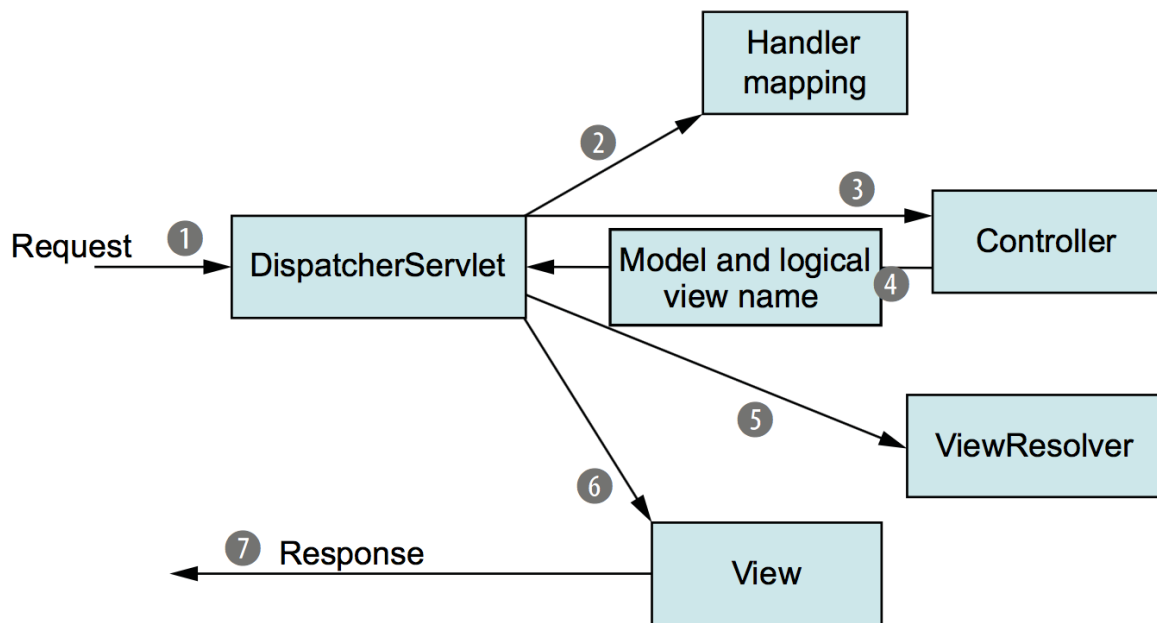 Handler
mapping
2
3
1
Request
DispatcherServlet
Model and logical
view name
4
Controller
5
ViewResolver
6
7 Response
View